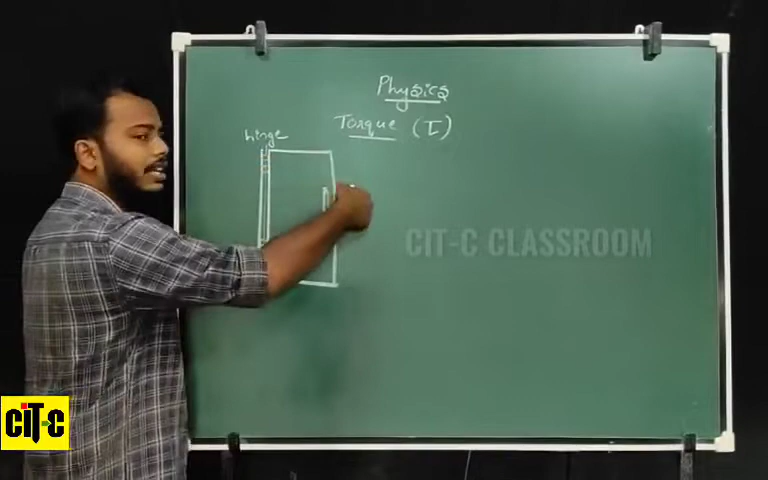 Physics
Torque (τ)
hinge
CIT-C CLASSROOM
CiT-C